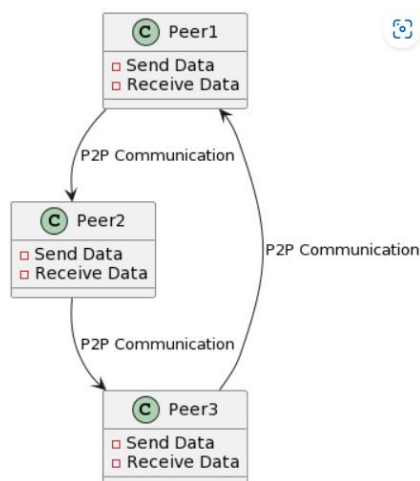 C Peer1
Send Data
Receive Data
P2P Communication
C Peer2
Send Data
Receive Data
P2P Communication
P2P Communication
C Peer3
Send Data
Receive Data